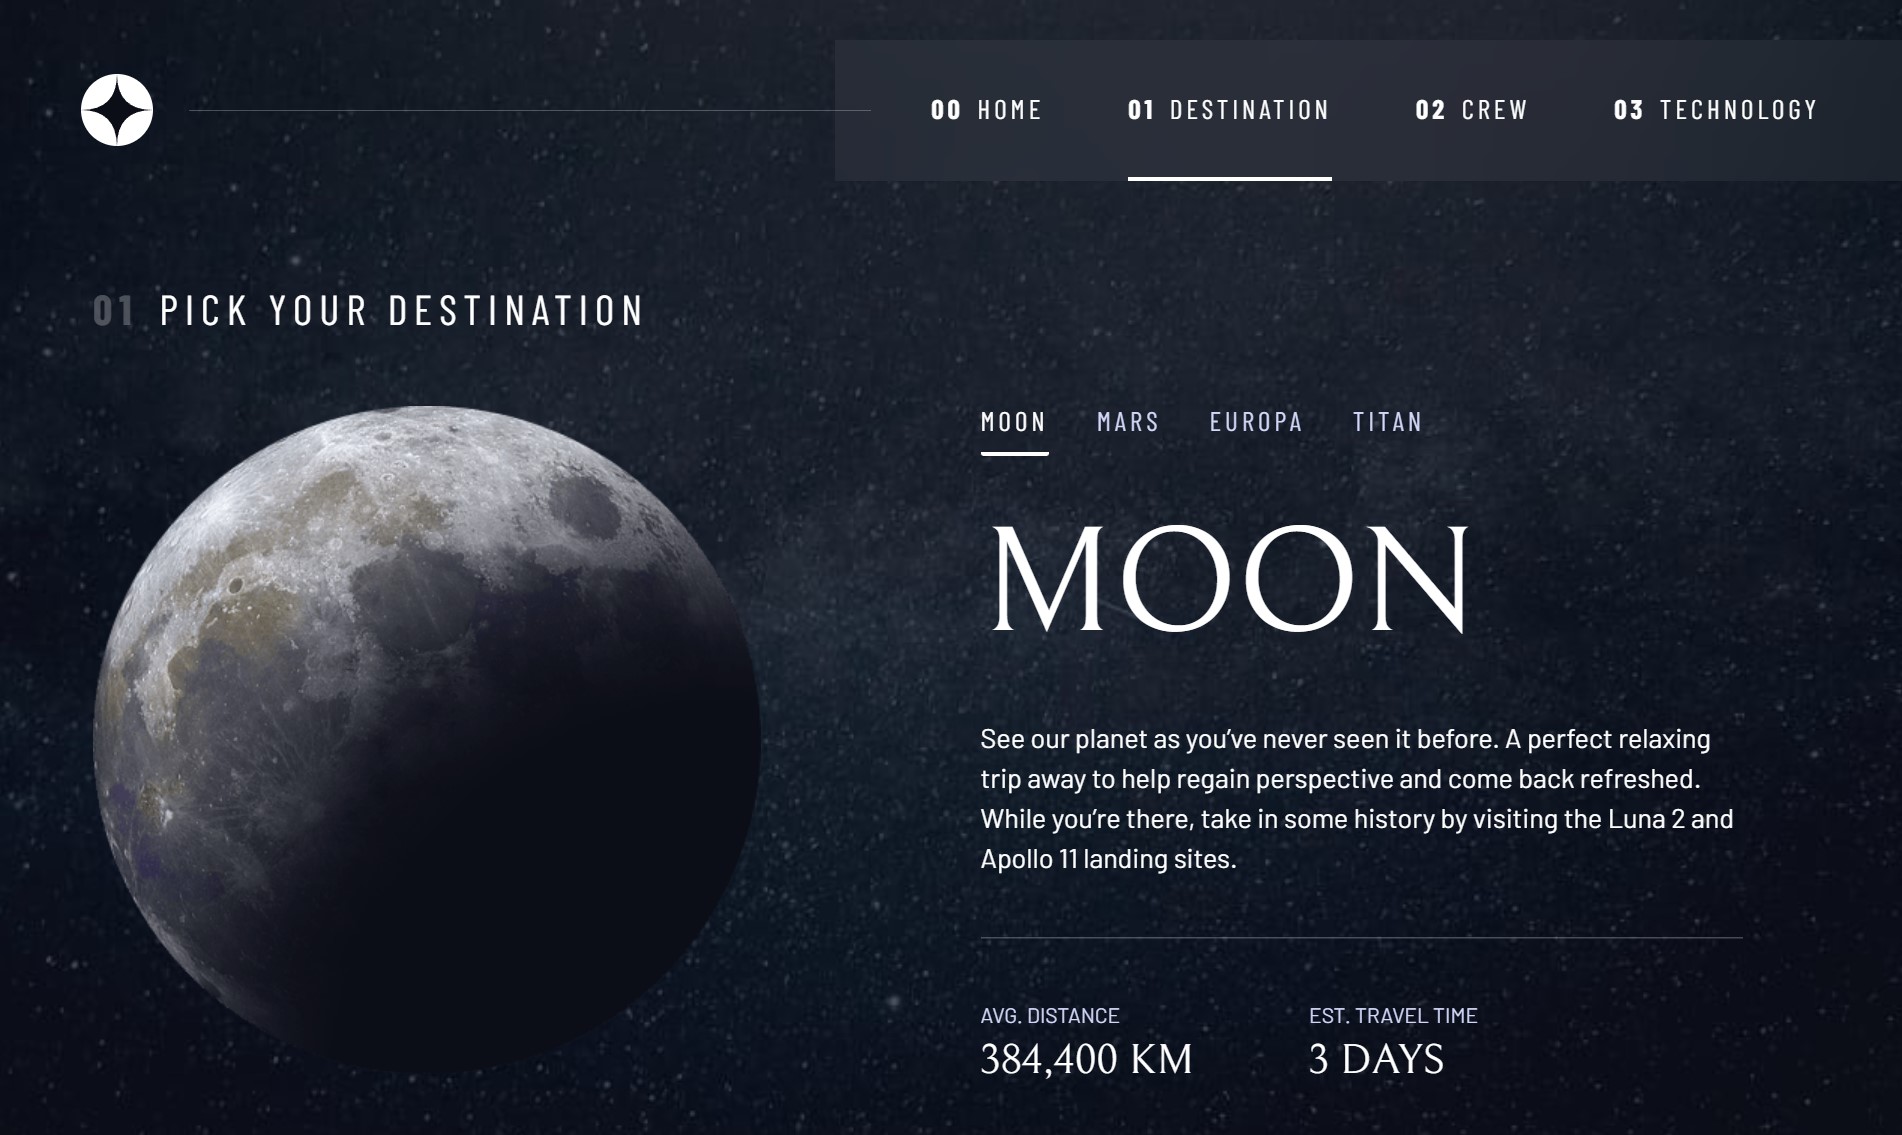 00 HOME 01 DESTINATION 02 CREW 03 TECHNOLOGY
01 PICK YOUR DESTINATION
MOON MARS EUROPA TITAN
MOON
See our planet as you’ve never seen it before. A perfect relaxing
trip away to help regain perspective and come back refreshed.
While you’re there, take in some history by visiting the Luna 2 and
Apollo 11 landing sites.
AVG. DISTANCE
384,400 KM
EST. TRAVEL TIME
3 DAYS